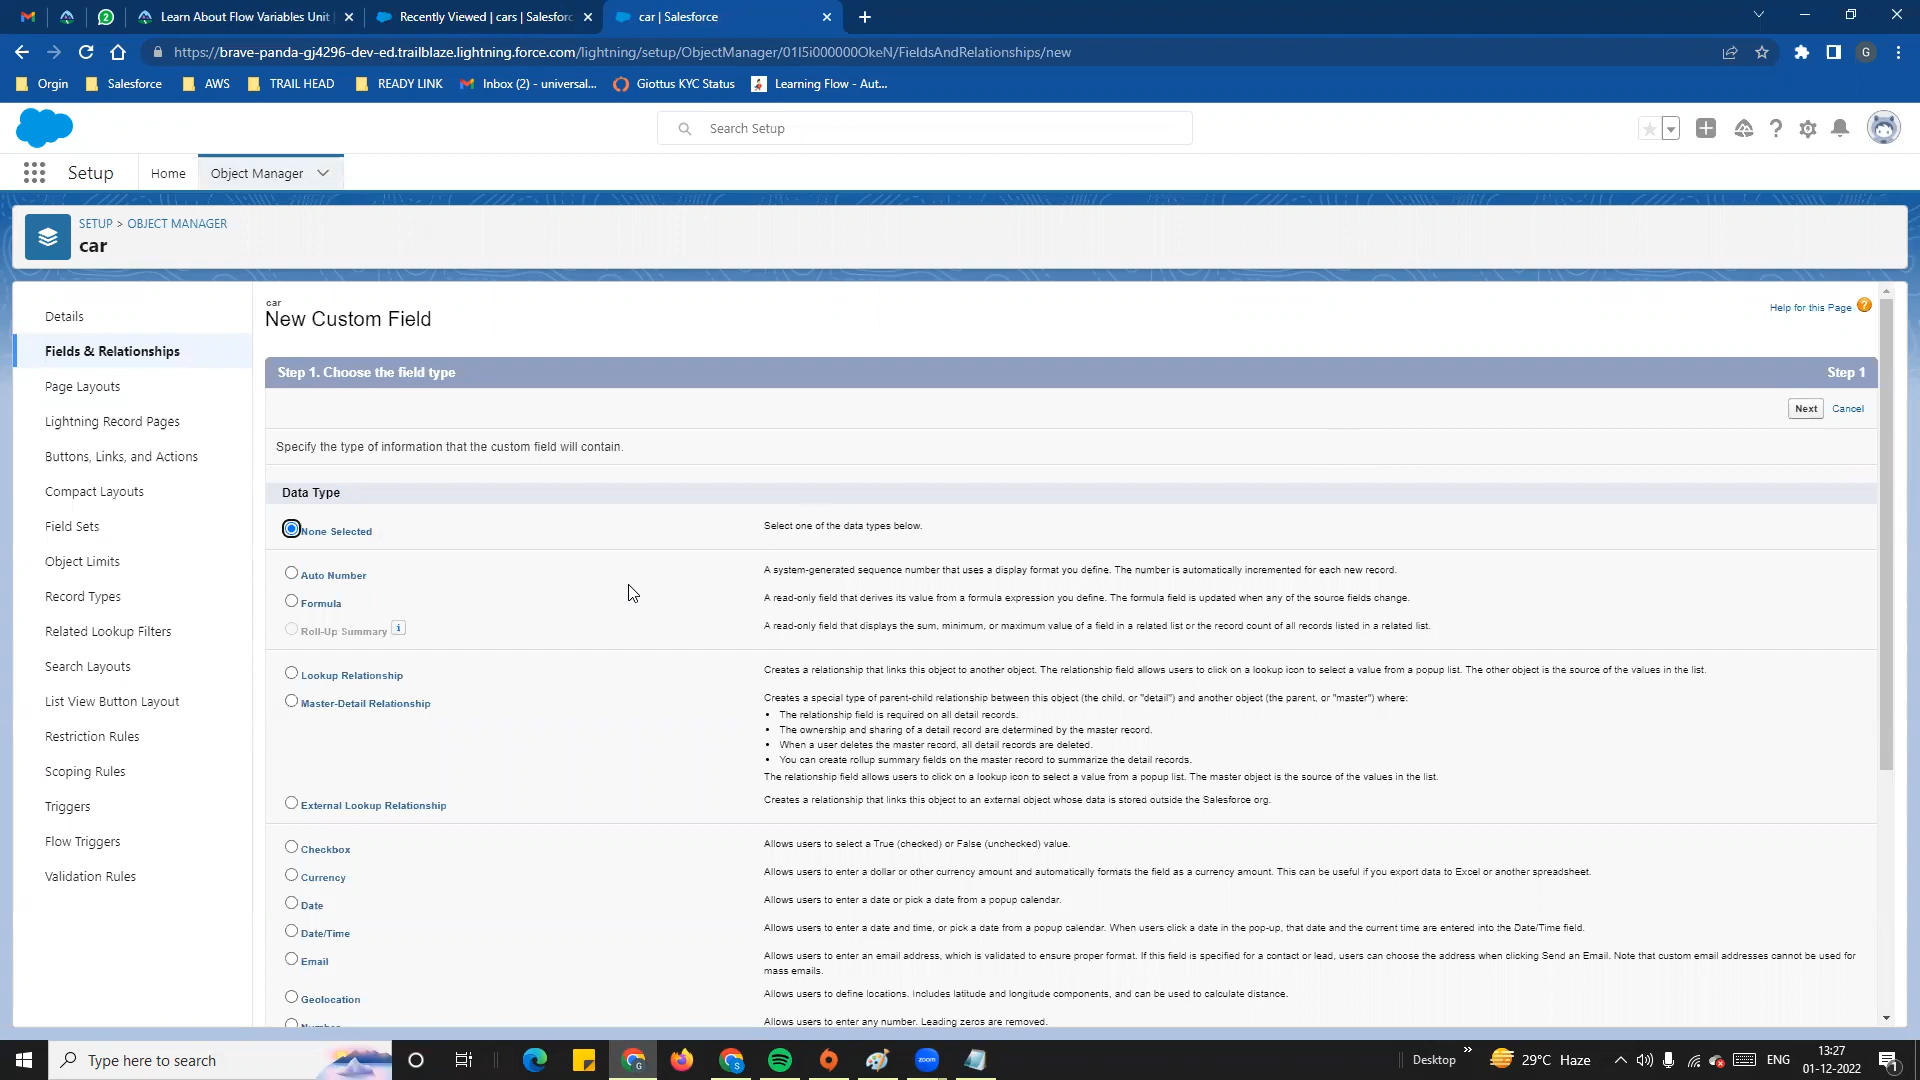 Learn About Flow Variables Unit
Recently Viewed | cars | Salesforc
car | Salesforce
https://brave-panda-gj4296-dev-ed.trailblaze.lightning.force.com/lightning/setup/ObjectManager/01I5i000000OkeN/FieldsAndRelationships/new
G
Orgin
Salesforce
AWS
TRAIL HEAD
READY LINK
Inbox (2) - universal...
Giottus KYC Status
Learning Flow - Aut...
Search Setup
Setup
Home
Object Manager
SETUP > OBJECT MANAGER
car
Details
Fields & Relationships
Page Layouts
Lightning Record Pages
Buttons, Links, and Actions
Compact Layouts
Field Sets
Object Limits
Record Types
Related Lookup Filters
Search Layouts
List View Button Layout
Restriction Rules
Scoping Rules
Triggers
Flow Triggers
Validation Rules
car
New Custom Field
Help for this Page
Step 1. Choose the field type
Step 1
Next
Cancel
Specify the type of information that the custom field will contain.
Data Type
None Selected
Select one of the data types below.
Auto Number
A system-generated sequence number that uses a display format you define. The number is automatically incremented for each new record.
Formula
A read-only field that derives its value from a formula expression you define. The formula field is updated when any of the source fields change.
Roll-Up Summary i
A read-only field that displays the sum, minimum, or maximum value of a field in a related list or the record count of all records listed in a related list.
Lookup Relationship
Creates a relationship that links this object to another object. The relationship field allows users to click on a lookup icon to select a value from a popup list. The other object is the source of the values in the list.
Master-Detail Relationship
Creates a special type of parent-child relationship between this object (the child, or "detail") and another object (the parent, or "master") where:
• The relationship field is required on all detail records.
• The ownership and sharing of a detail record are determined by the master record.
• When a user deletes the master record, all detail records are deleted.
• You can create rollup summary fields on the master record to summarize the detail records.
The relationship field allows users to click on a lookup icon to select a value from a popup list. The master object is the source of the values in the list.
External Lookup Relationship
Creates a relationship that links this object to an external object whose data is stored outside the Salesforce org.
Checkbox
Allows users to select a True (checked) or False (unchecked) value.
Currency
Allows users to enter a dollar or other currency amount and automatically formats the field as a currency amount. This can be useful if you export data to Excel or another spreadsheet.
Date
Allows users to enter a date or pick a date from a popup calendar.
Date/Time
Allows users to enter a date and time, or pick a date from a popup calendar. When users click a date in the pop-up, that date and the current time are entered into the Date/Time field.
Email
Allows users to enter an email address, which is validated to ensure proper format. If this field is specified for a contact or lead, users can choose the address when clicking Send an Email. Note that custom email addresses cannot be used for
mass emails.
Geolocation
Allows users to define locations. Includes latitude and longitude components, and can be used to calculate distance.
Number
Allows users to enter any number. Leading zeros are removed.
Type here to search
zoom
Desktop
29°C Haze
ENG
13:27
01-12-2022
1